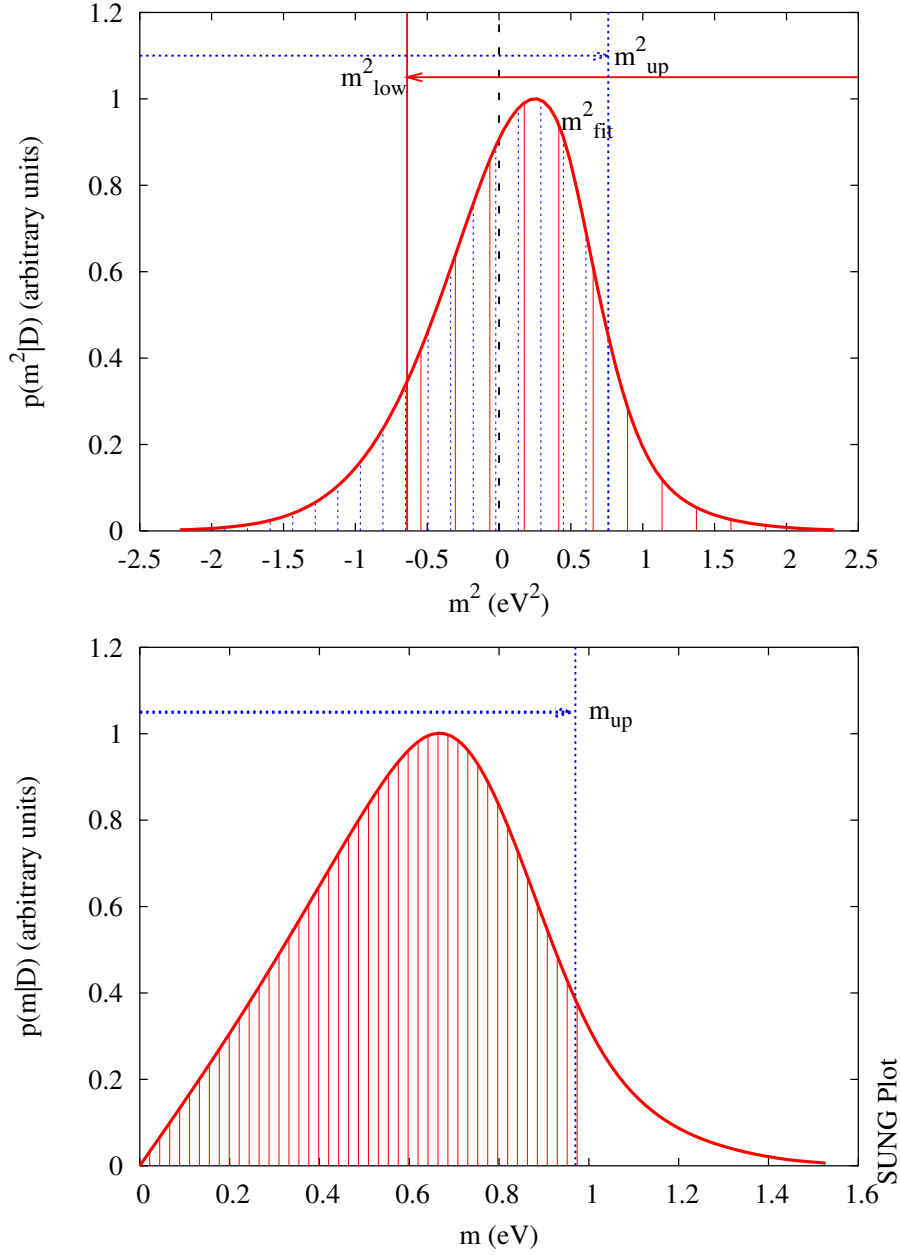 1.2
1
0.8
0.6
0.4
0.2
0
p(m²|D) (arbitrary units)
m²low
m²up
m²fit
-2.5 -2 -1.5 -1 -0.5 0 0.5 1 1.5 2 2.5
m² (eV²)
1.2
1
0.8
0.6
0.4
0.2
0
p(m|D) (arbitrary units)
m_up
0 0.2 0.4 0.6 0.8 1 1.2 1.4 1.6
m (eV)
SUNG Plot